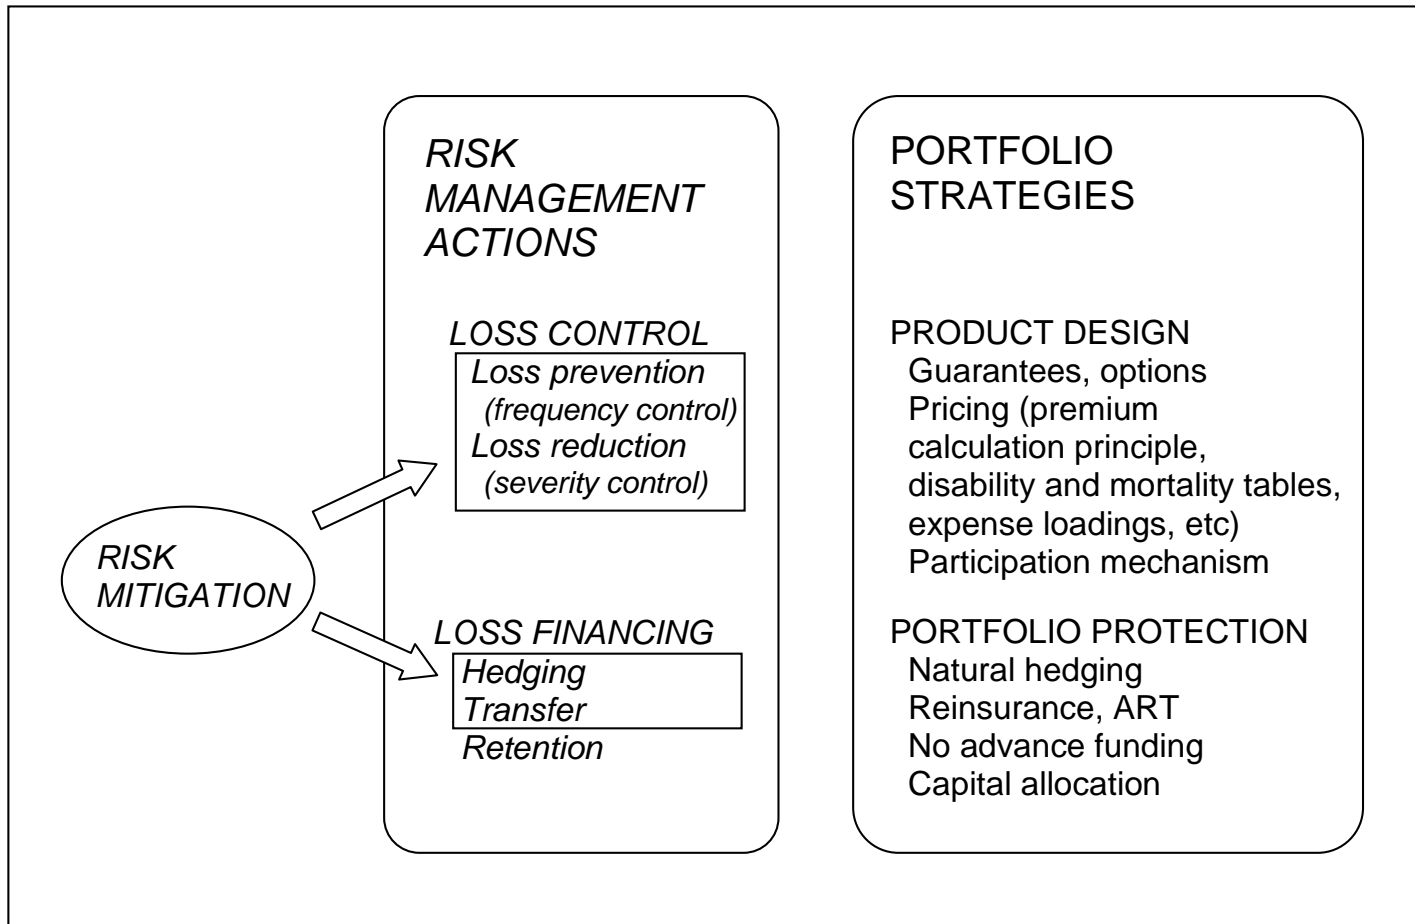 RISK
MITIGATION
RISK
MANAGEMENT
ACTIONS
LOSS CONTROL
Loss prevention
(frequency control)
Loss reduction
(severity control)
LOSS FINANCING
Hedging
Transfer
Retention
PORTFOLIO
STRATEGIES
PRODUCT DESIGN
Guarantees, options
Pricing (premium
calculation principle,
disability and mortality tables,
expense loadings, etc)
Participation mechanism
PORTFOLIO PROTECTION
Natural hedging
Reinsurance, ART
No advance funding
Capital allocation